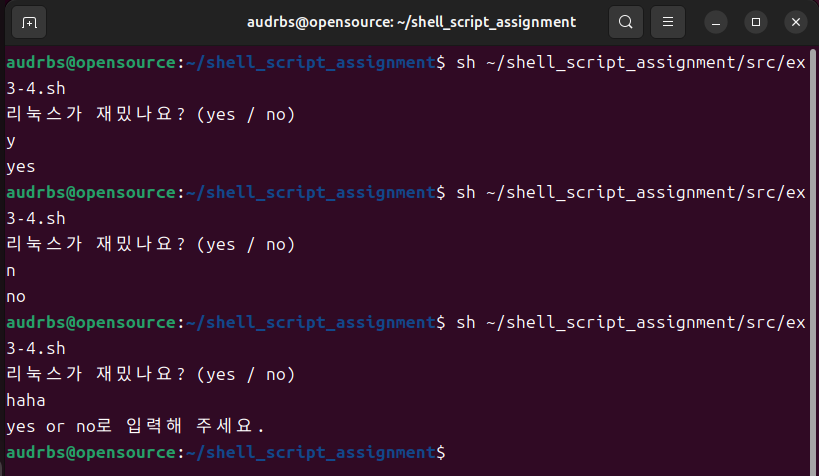 audrbs@opensource: ~/shell_script_assignment
audrbs@opensource:~/shell_script_assignment$ sh ~/shell_script_assignment/src/ex
3-4.sh
리눅스가 재밌나요? (yes / no)
y
yes
audrbs@opensource:~/shell_script_assignment$ sh ~/shell_script_assignment/src/ex
3-4.sh
리눅스가 재밌나요? (yes / no)
n
no
audrbs@opensource:~/shell_script_assignment$ sh ~/shell_script_assignment/src/ex
3-4.sh
리눅스가 재밌나요? (yes / no)
haha
yes or no로 입력해 주세요.
audrbs@opensource:~/shell_script_assignment$